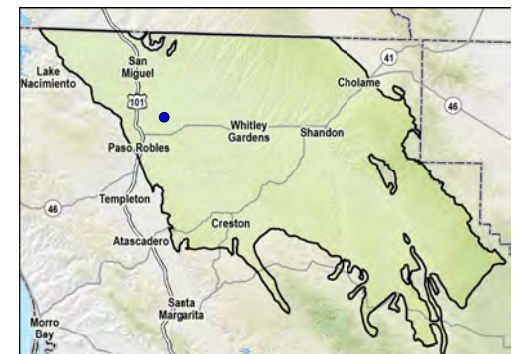 San
Miguel
Lake
Nacimiento
41
Cholame
101
46
Whitley
Gardens
Shandon
Paso Robles
Templeton
46
Creston
Atascadero
Santa
Margarita
Morro
Bay